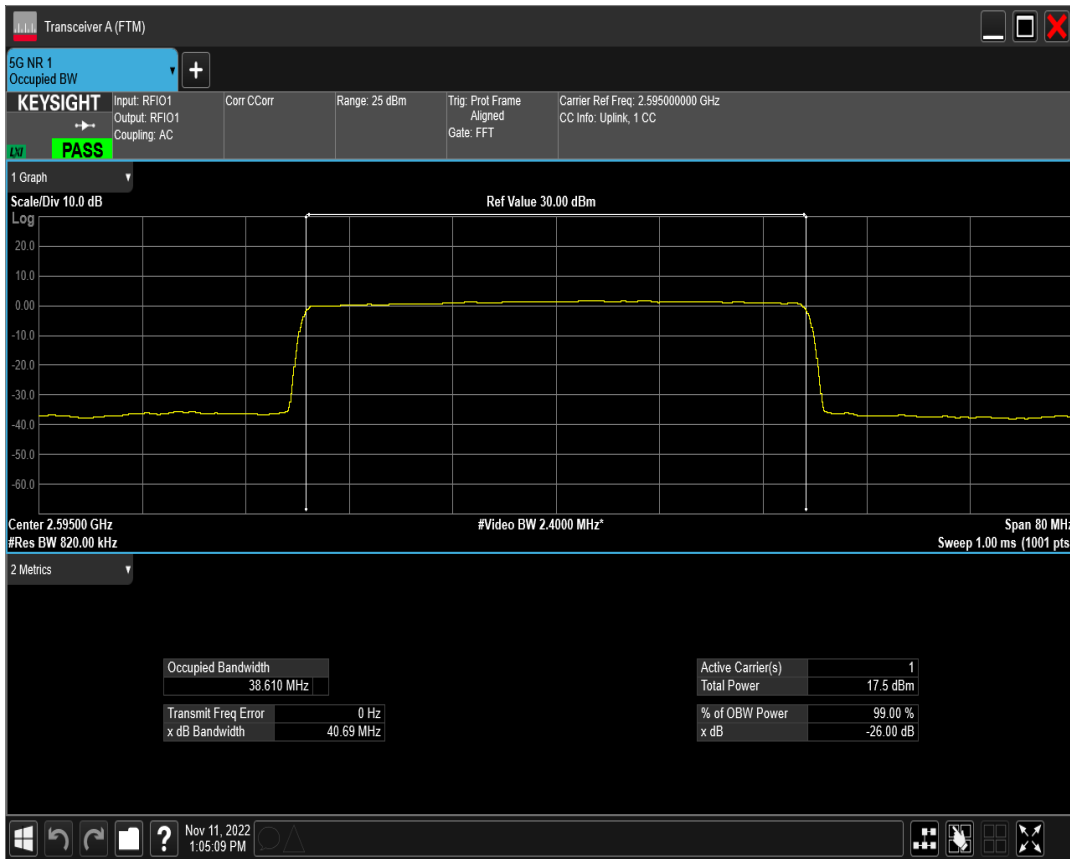 Transceiver A (FTM)
5G NR 1
Occupied BW
+
KEYSIGHT
LXI
PASS
Input: RFIO1
Output: RFIO1
Coupling: AC
Corr CCorr
Range: 25 dBm
Trig: Prot Frame
Aligned
Gate: FFT
Carrier Ref Freq: 2.595000000 GHz
CC Info: Uplink, 1 CC
1 Graph
Scale/Div 10.0 dB
Ref Value 30.00 dBm
Log
20.0
10.0
0.00
-10.0
-20.0
-30.0
-40.0
-50.0
-60.0
Center 2.59500 GHz
#Video BW 2.4000 MHz*
Span 80 MHz
#Res BW 820.00 kHz
Sweep 1.00 ms (1001 pts
2 Metrics
Occupied Bandwidth
38.610 MHz
Transmit Freq Error 0 Hz
x dB Bandwidth 40.69 MHz
Active Carrier(s) 1
Total Power 17.5 dBm
% of OBW Power 99.00 %
x dB -26.00 dB
?
Nov 11, 2022
1:05:09 PM